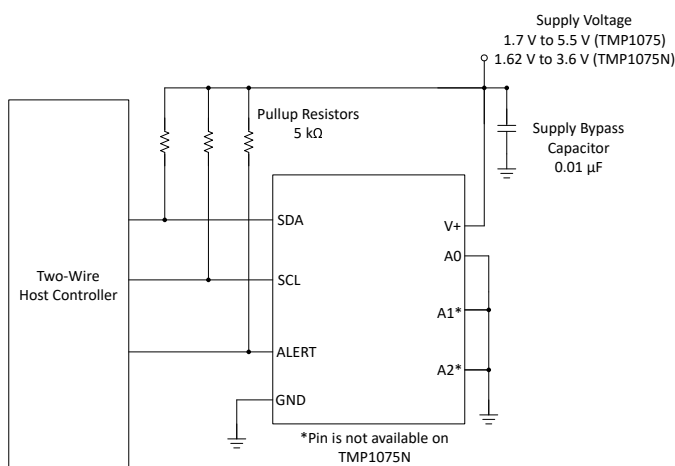 Supply Voltage
1.7 V to 5.5 V (TMP1075)
1.62 V to 3.6 V (TMP1075N)
Pullup Resistors
5 kΩ
Supply Bypass
Capacitor
0.01 µF
Two-Wire
Host Controller
SDA
SCL
ALERT
GND
V+
A0
A1*
A2*
*Pin is not available on
TMP1075N